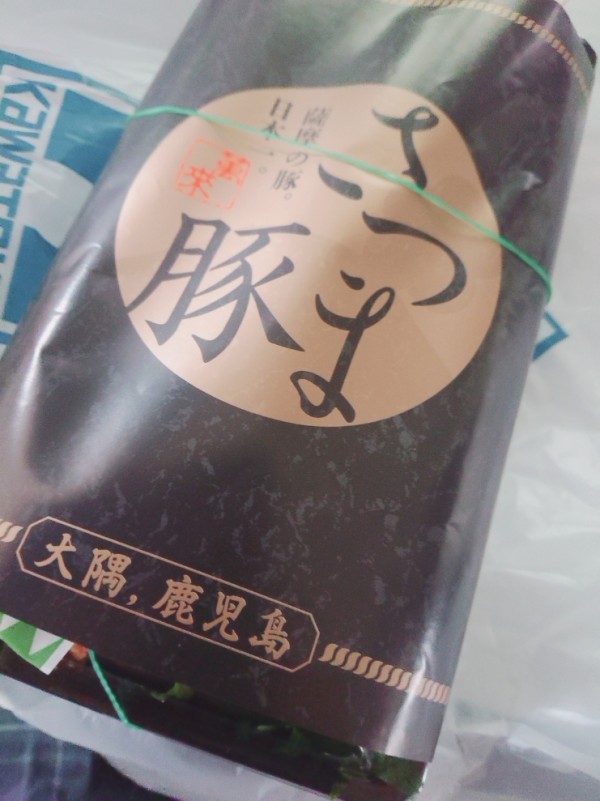 さつま
豚
薩摩の豚。
日本一。
大隅,鹿児島